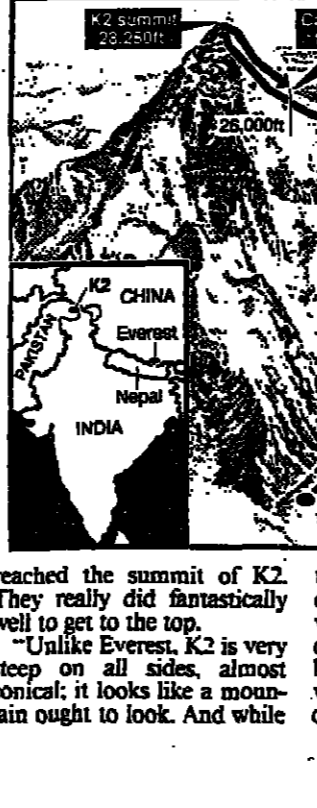 K2 summit
28,250ft
26,000ft
K2
CHINA
PAKISTAN
Everest
Nepal
INDIA
reached the summit of K2.
They really did fantastically
well to get to the top.
"Unlike Everest, K2 is very
steep on all sides, almost
conical; it looks like a moun-
tain ought to look. And while